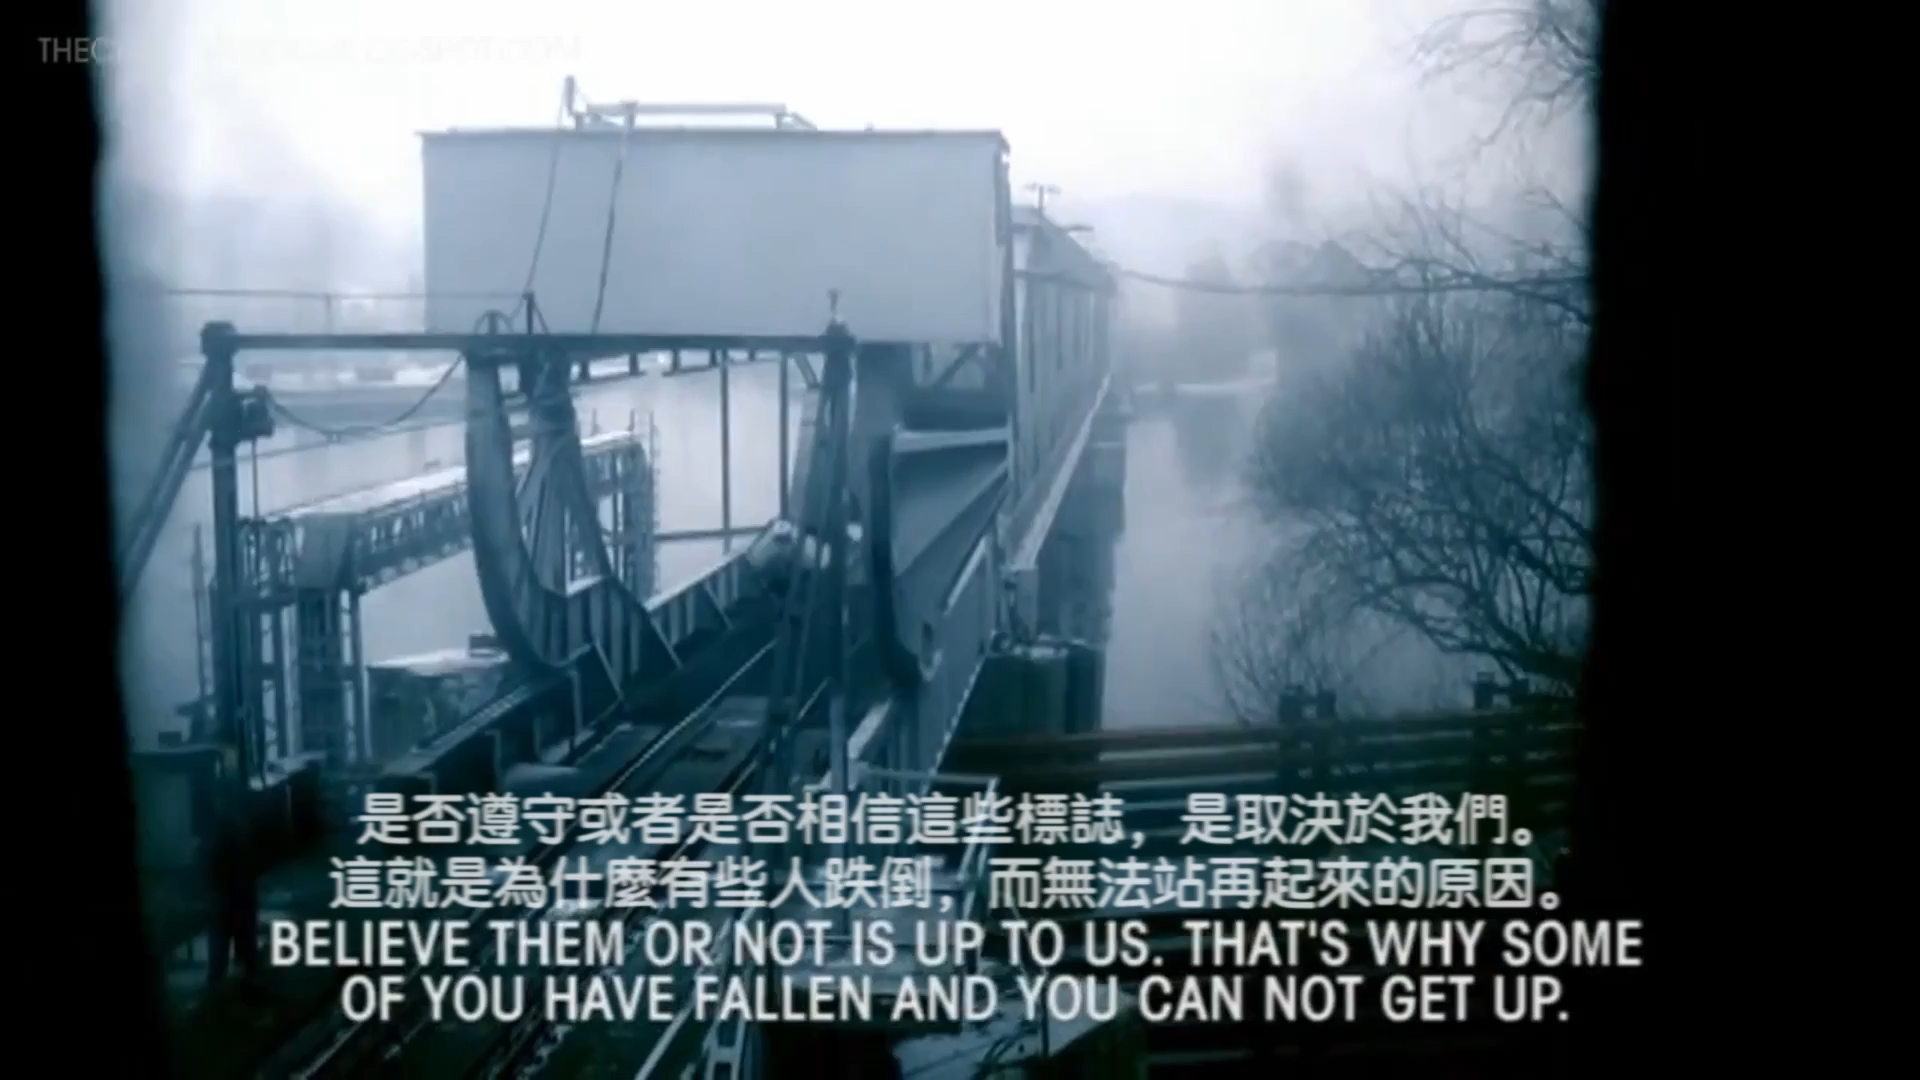 是否遵守或者是否相信這些標誌，是取決於我們。
這就是為什麼有些人跌倒，而無法站再起來的原因。
BELIEVE THEM OR NOT IS UP TO US. THAT'S WHY SOME
OF YOU HAVE FALLEN AND YOU CAN NOT GET UP.